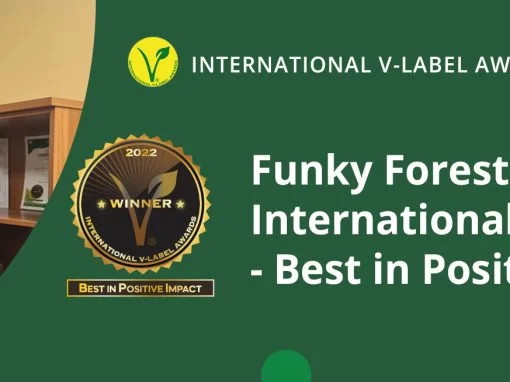 INTERNATIONAL V-LABEL AW
2022
WINNER
INTERNATIONAL V-LABEL AWARDS
BEST IN POSITIVE IMPACT
Funky Forest
International
- Best in Posit